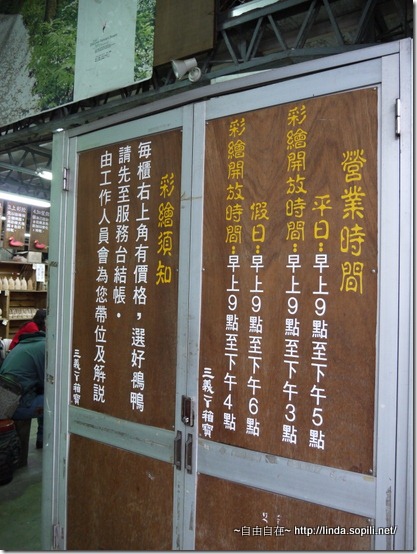 營業時間
平日:早上9點至下午5點
彩繪開放時間:早上9點至下午3點
假日:早上9點至下午6點
彩繪開放時間:早上9點至下午4點
三義ㄚ箱寶
彩繪須知
每櫃右上角有價格,選好鴨鴨
請先至服務台結帳.
由工作人員會為您帶位及解說
三義ㄚ箱寶
~自由自在~ http://linda.sopili.net/